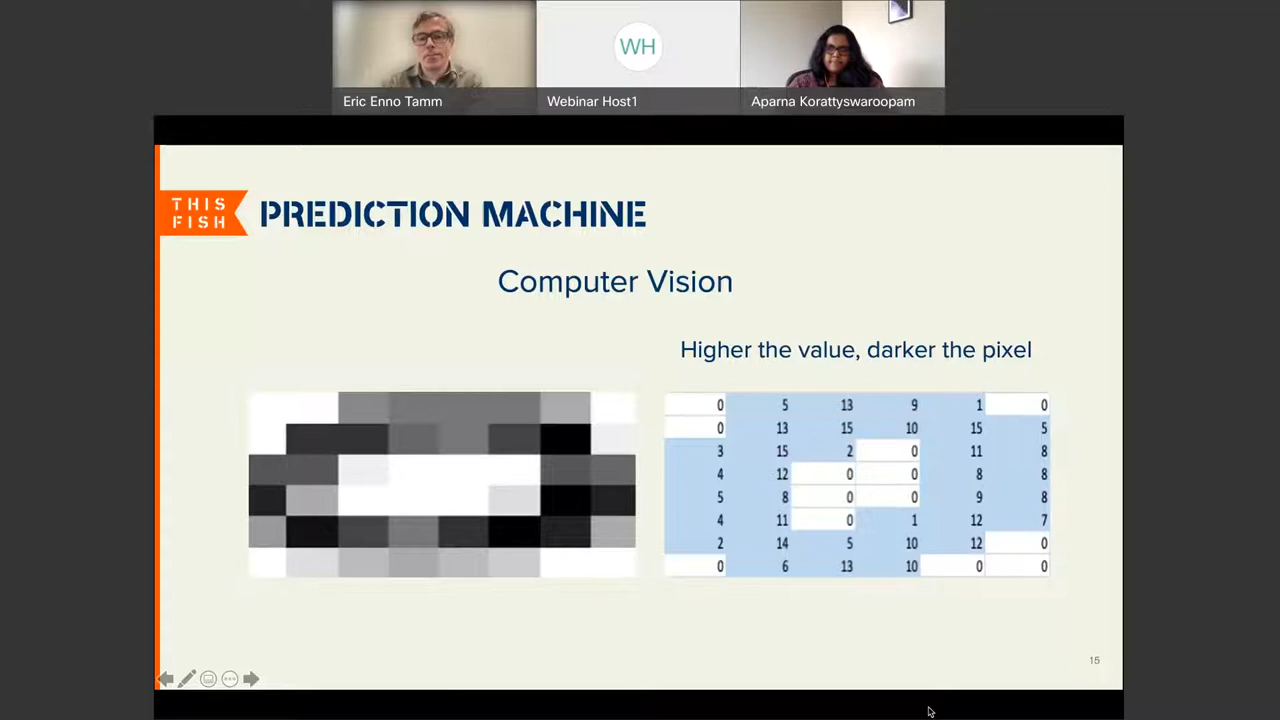 WH
Eric Enno Tamm
Webinar Host1
Aparna Korattyswaroopam
THIS
FISH
PREDICTION MACHINE
Computer Vision
Higher the value, darker the pixel
0 5 13 9 1 0
0 13 15 10 15 5
3 15 2 0 11 8
4 12 0 0 8 8
5 8 0 0 9 8
4 11 0 1 12 7
2 14 5 10 12 0
0 6 13 10 0 0
15